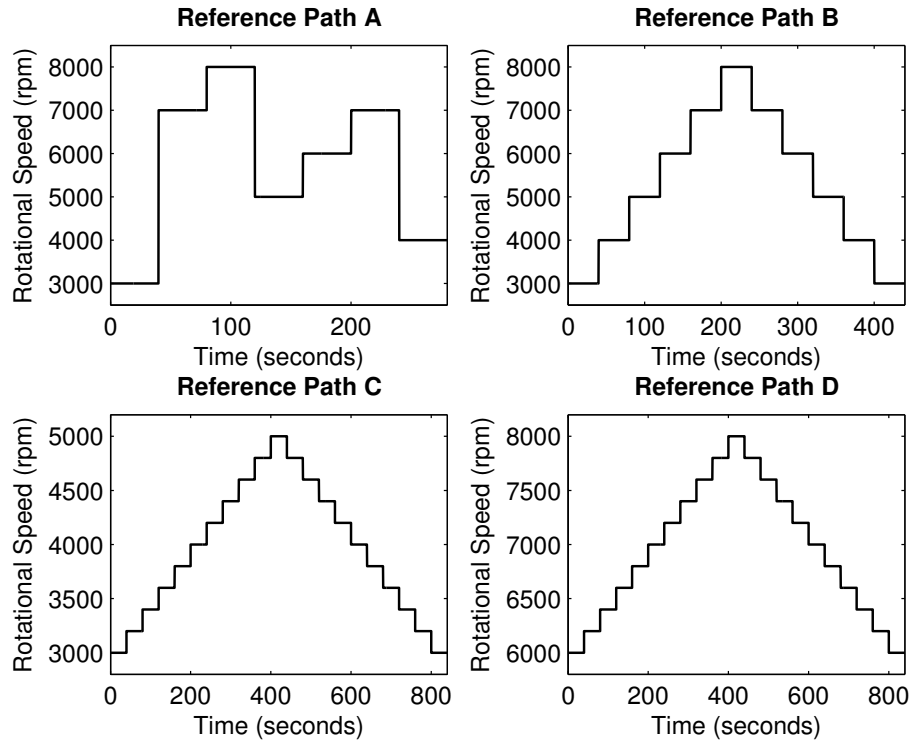 Reference Path A
Rotational Speed (rpm)
8000
7000
6000
5000
4000
3000
0 100 200
Time (seconds)
Reference Path B
Rotational Speed (rpm)
8000
7000
6000
5000
4000
3000
0 100 200 300 400
Time (seconds)
Reference Path C
Rotational Speed (rpm)
5000
4500
4000
3500
3000
0 200 400 600 800
Time (seconds)
Reference Path D
Rotational Speed (rpm)
8000
7500
7000
6500
6000
0 200 400 600 800
Time (seconds)